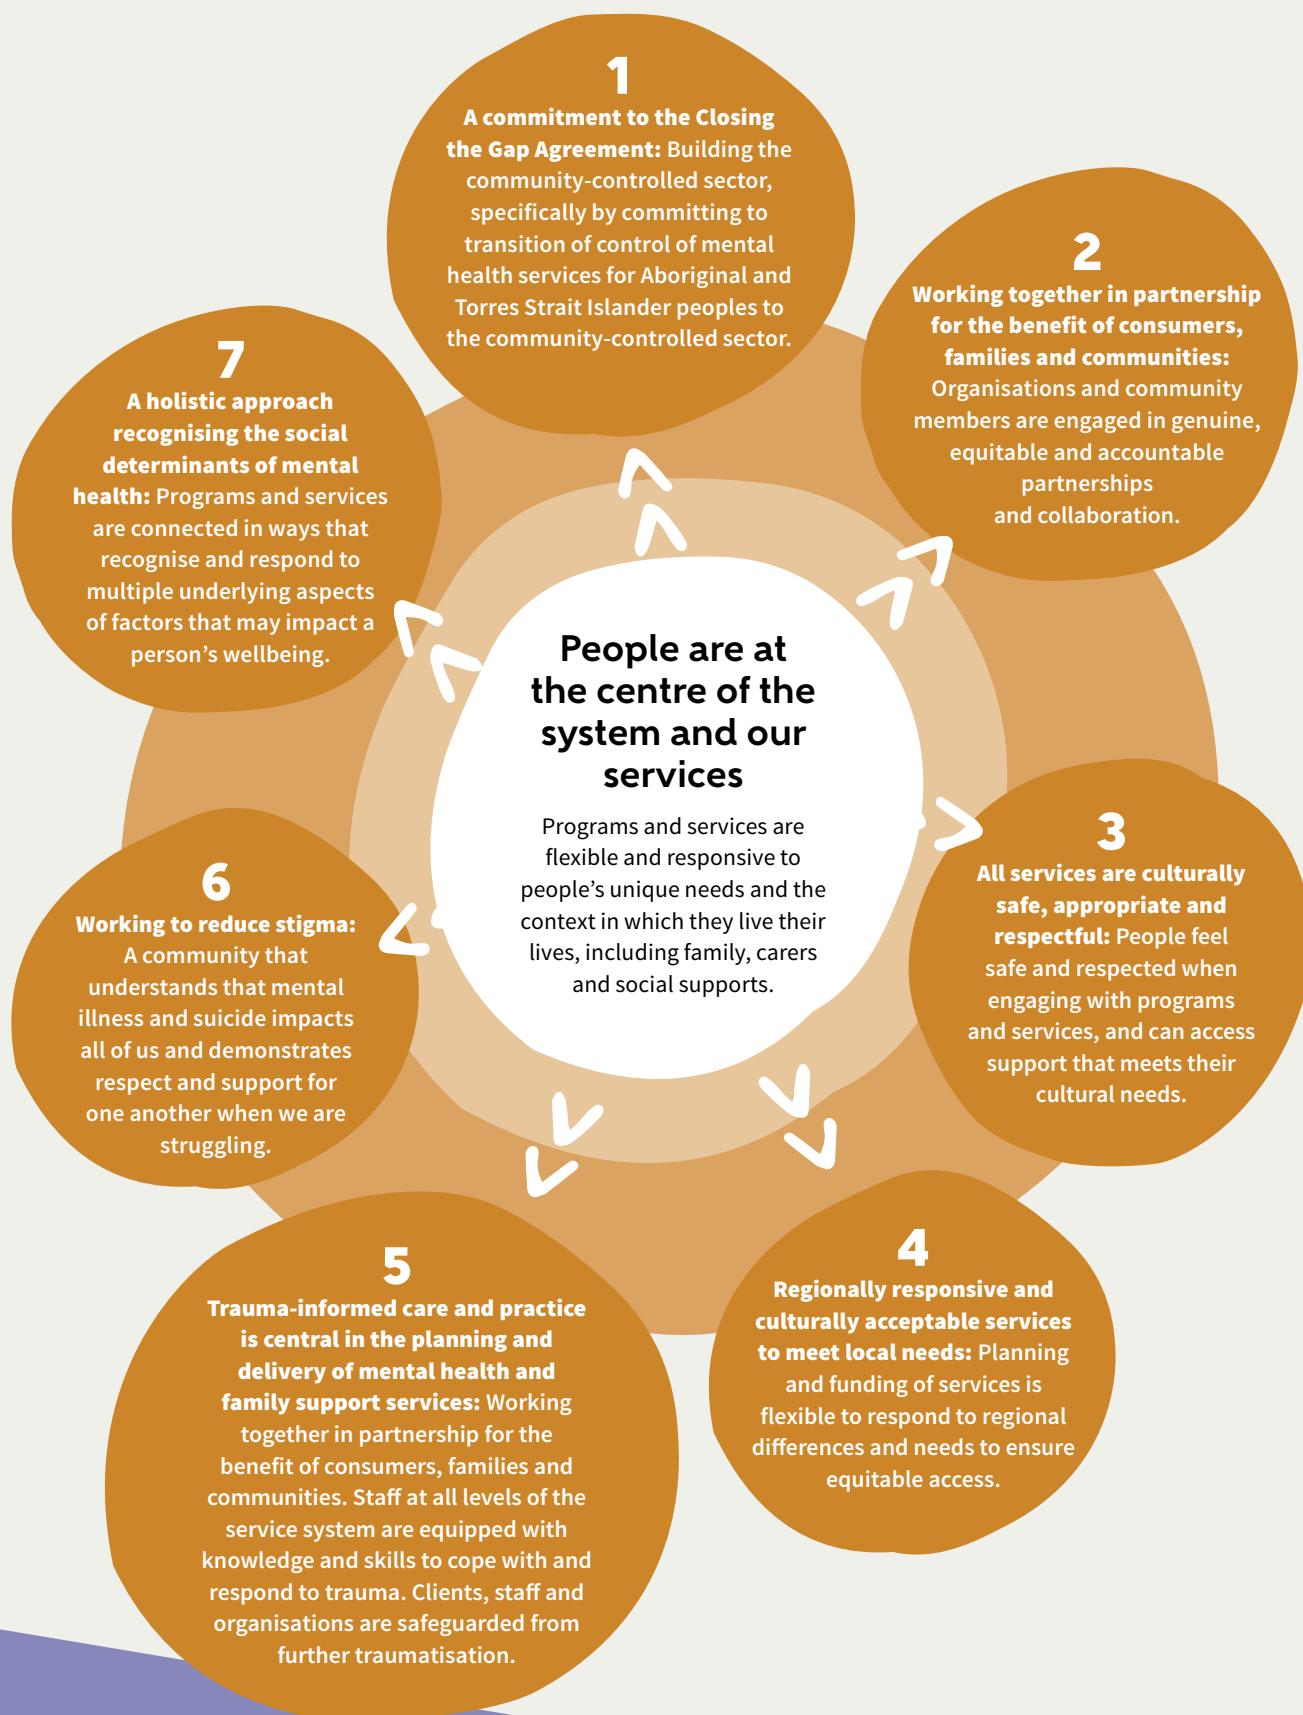 1
A commitment to the Closing
the Gap Agreement: Building the
community-controlled sector,
specifically by committing to
transition of control of mental
health services for Aboriginal and
Torres Strait Islander peoples to
the community-controlled sector.
2
Working together in partnership
for the benefit of consumers,
families and communities:
Organisations and community
members are engaged in genuine,
equitable and accountable
partnerships
and collaboration.
7
A holistic approach
recognising the social
determinants of mental
health: Programs and services
are connected in ways that
recognise and respond to
multiple underlying aspects
of factors that may impact a
person's wellbeing.
People are at
the centre of the
system and our
services
Programs and services are
flexible and responsive to
people's unique needs and the
context in which they live their
lives, including family, carers
and social supports.
3
All services are culturally
safe, appropriate and
respectful: People feel
safe and respected when
engaging with programs
and services, and can access
support that meets their
cultural needs.
6
Working to reduce stigma:
A community that
understands that mental
illness and suicide impacts
all of us and demonstrates
respect and support for
one another when we are
struggling.
4
Regionally responsive and
culturally acceptable services
to meet local needs: Planning
and funding of services is
flexible to respond to regional
differences and needs to ensure
equitable access.
5
Trauma-informed care and practice
is central in the planning and
delivery of mental health and
family support services: Working
together in partnership for the
benefit of consumers, families and
communities. Staff at all levels of the
service system are equipped with
knowledge and skills to cope with and
respond to trauma. Clients, staff and
organisations are safeguarded from
further traumatisation.